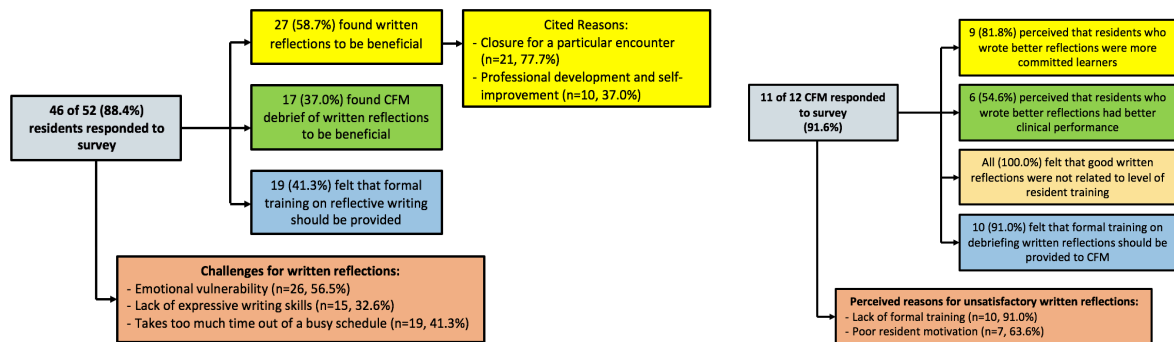 27 (58.7%) found written
reflections to be beneficial
Cited Reasons:
- Closure for a particular encounter
(n=21, 77.7%)
- Professional development and self-
improvement (n=10, 37.0%)
46 of 52 (88.4%)
residents responded to
survey
17 (37.0%) found CFM
debrief of written reflections
to be beneficial
19 (41.3%) felt that formal
training on reflective writing
should be provided
Challenges for written reflections:
- Emotional vulnerability (n=26, 56.5%)
- Lack of expressive writing skills (n=15, 32.6%)
- Takes too much time out of a busy schedule (n=19, 41.3%)
11 of 12 CFM responded
to survey
(91.6%)
9 (81.8%) perceived that residents who
wrote better reflections were more
committed learners
6 (54.6%) perceived that residents who
wrote better reflections had better
clinical performance
All (100.0%) felt that good written
reflections were not related to level of
resident training
10 (91.0%) felt that formal training on
debriefing written reflections should be
provided to CFM
Perceived reasons for unsatisfactory written reflections:
- Lack of formal training (n=10, 91.0%)
- Poor resident motivation (n=7, 63.6%)